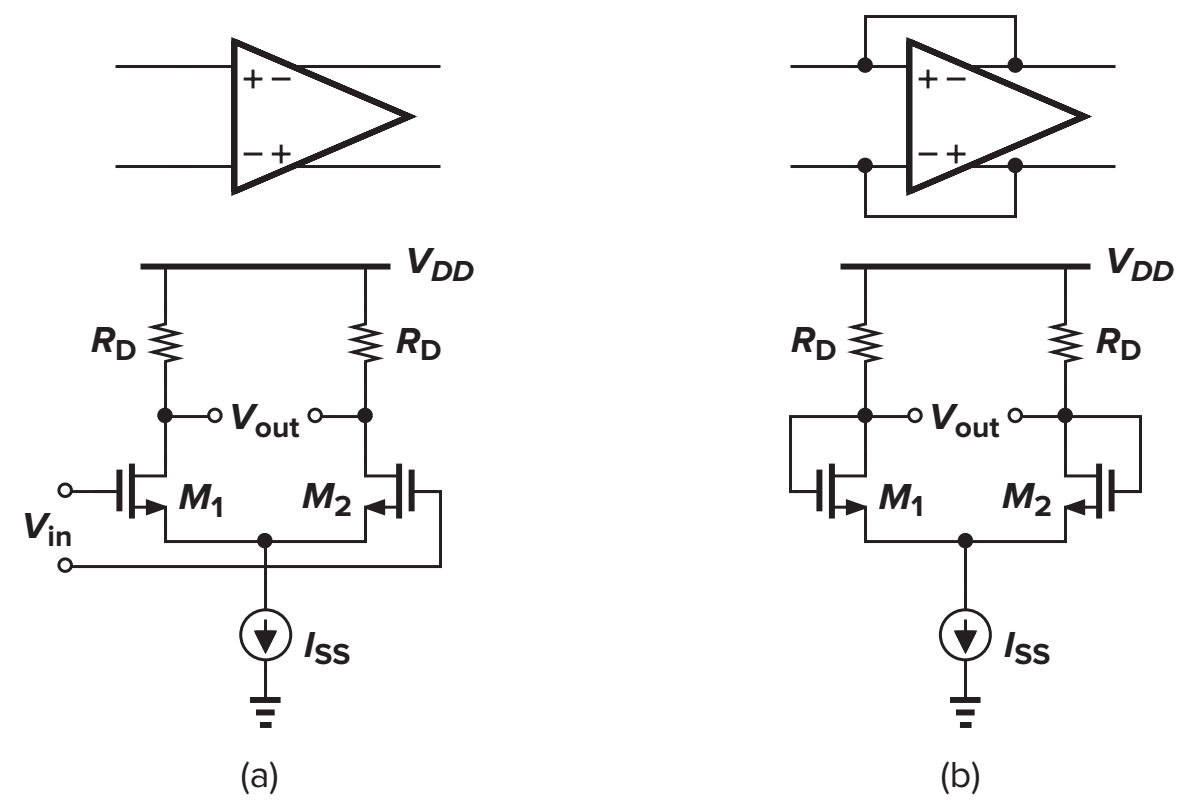 + −
− +
V_DD
R_D
R_D
V_out
M_1
M_2
V_in
I_SS
(a)
+ −
− +
V_DD
R_D
R_D
V_out
M_1
M_2
I_SS
(b)